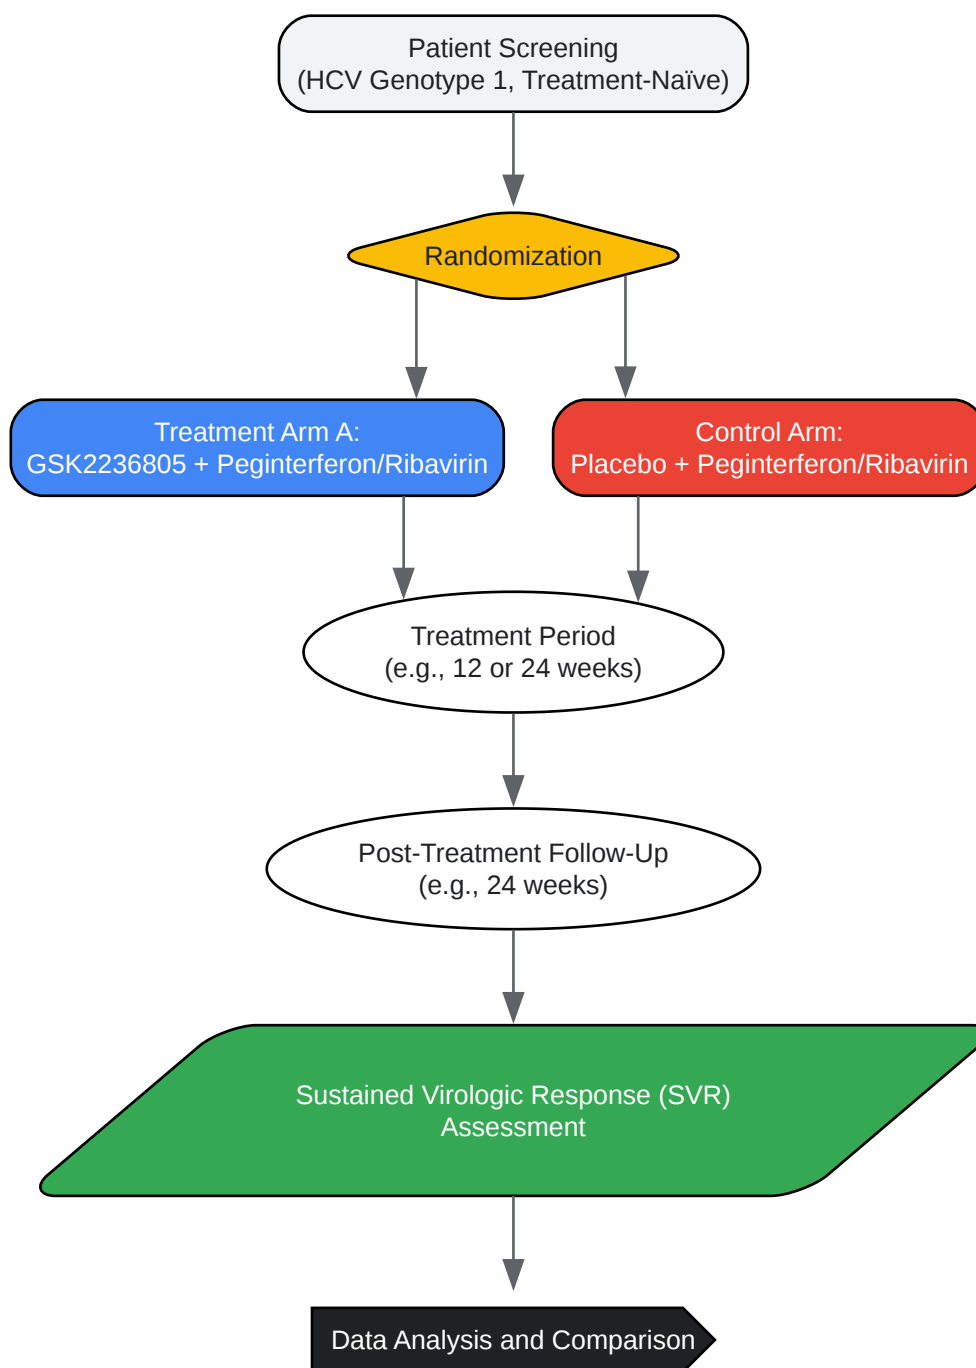 Patient Screening
(HCV Genotype 1, Treatment-Naïve)
Randomization
Treatment Arm A:
GSK2236805 + Peginterferon/Ribavirin
Control Arm:
Placebo + Peginterferon/Ribavirin
Treatment Period
(e.g., 12 or 24 weeks)
Post-Treatment Follow-Up
(e.g., 24 weeks)
Sustained Virologic Response (SVR)
Assessment
Data Analysis and Comparison